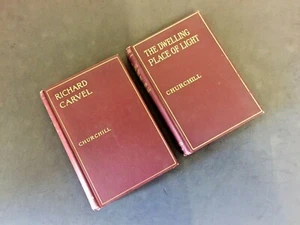 RICHARD
CARVEL
CHURCHILL
THE DWELLING
PLACE OF LIGHT
CHURCHILL